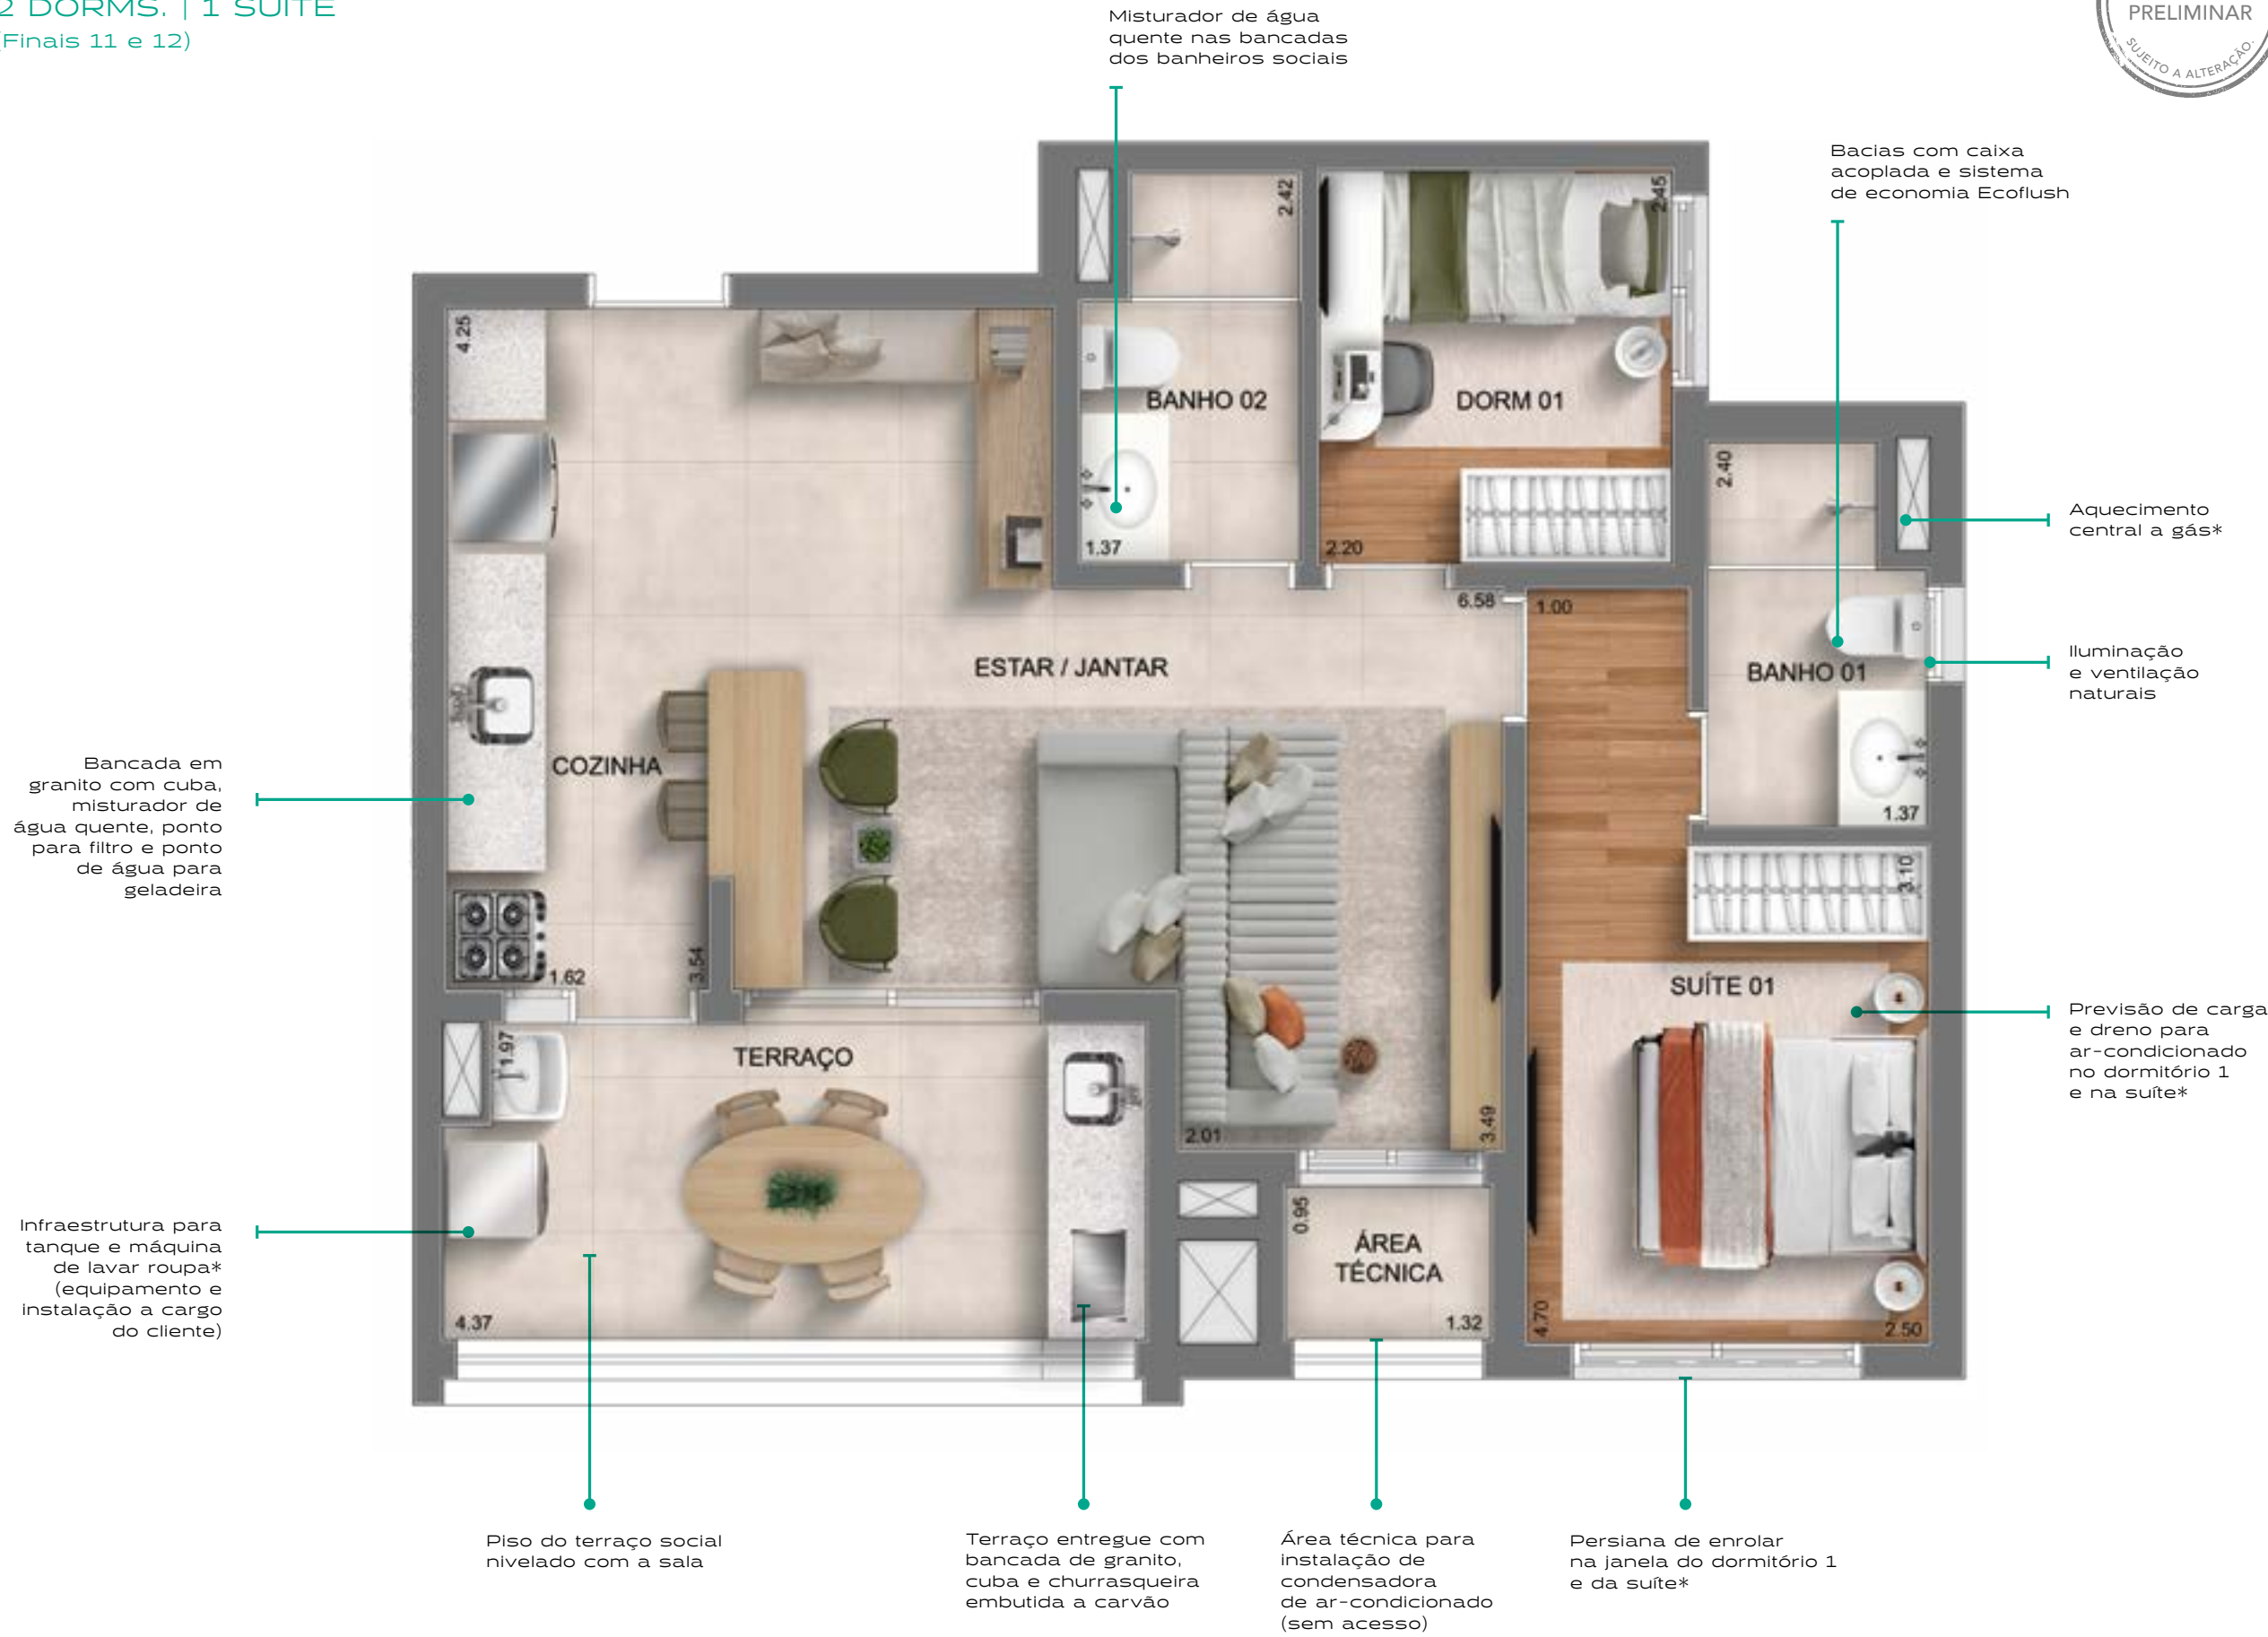 2 DORMS. | 1 SUÍTE
(Finais 11 e 12)
PRELIMINAR
SUJEITO A ALTERAÇÃO.
Misturador de água
quente nas bancadas
dos banheiros sociais
Bacias com caixa
acoplada e sistema
de economia Ecoflush
2.42
2.45
4.25
BANHO 02
DORM 01
2.40
Aquecimento
central a gás*
1.37
2.20
6.58
1.00
ESTAR / JANTAR
BANHO 01
Iluminação
e ventilação
naturais
COZINHA
Bancada em
granito com cuba,
misturador de
água quente, ponto
para filtro e ponto
de água para
geladeira
1.37
3.10
1.62
3.54
SUÍTE 01
Previsão de carga
e dreno para
ar-condicionado
no dormitório 1
e na suíte*
1.97
TERRAÇO
2.01
3.49
0.95
ÁREA
TÉCNICA
Infraestrutura para
tanque e máquina
de lavar roupa*
(equipamento e
instalação a cargo
do cliente)
4.37
1.32
4.70
2.50
Piso do terraço social
nivelado com a sala
Terraço entregue com
bancada de granito,
cuba e churrasqueira
embutida a carvão
Área técnica para
instalação de
condensadora
de ar-condicionado
(sem acesso)
Persiana de enrolar
na janela do dormitório 1
e da suíte*